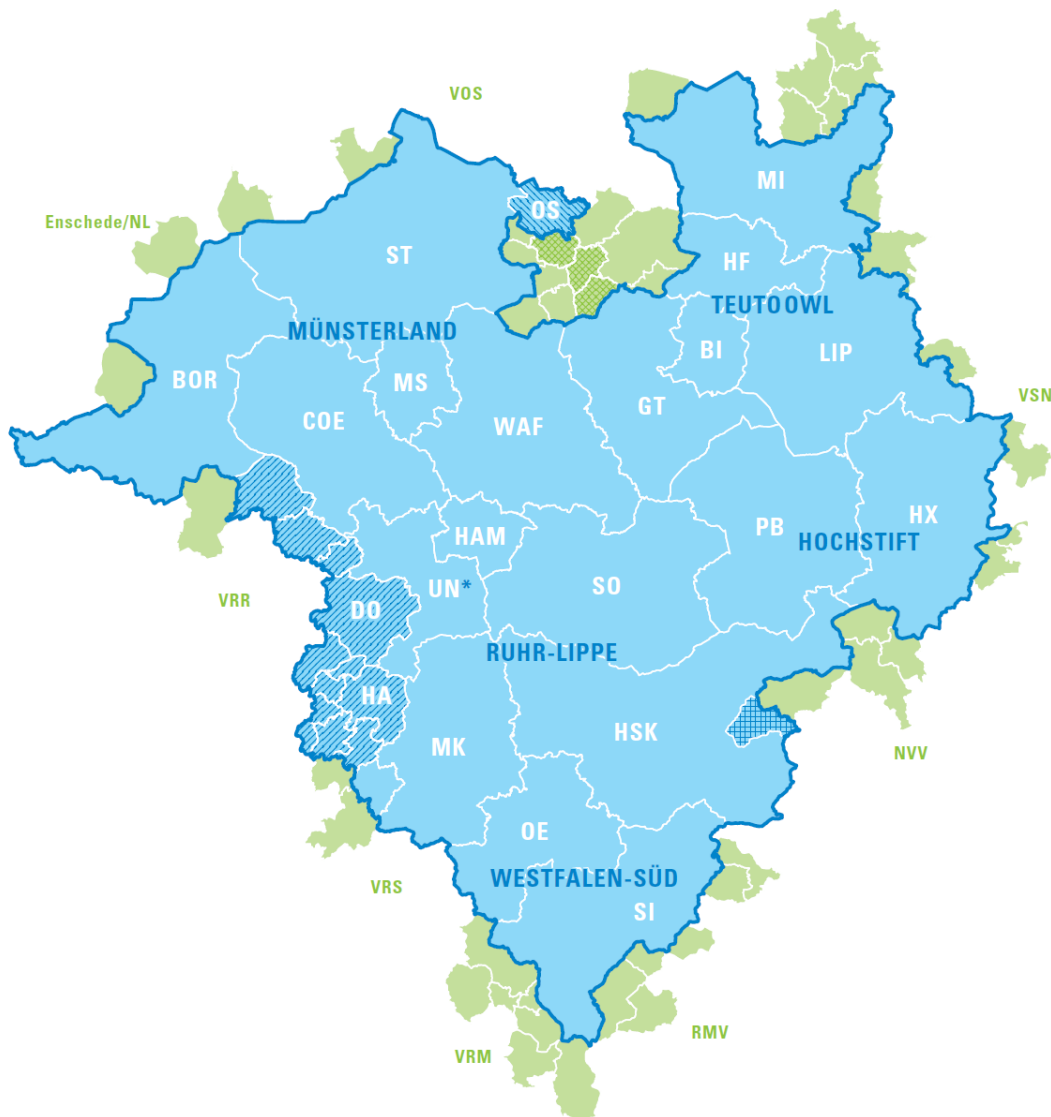 VOS
MI
OS
Enschede/NL
ST
HF
TEUTOOWL
MÜNSTERLAND
BI
LIP
BOR
MS
COE
GT
WAF
VSN
HX
PB
HAM
HOCHSTIFT
UN*
SO
VRR
DO
RUHR-LIPPE
HA
HSK
MK
NVV
OE
WESTFALEN-SÜD
VRS
SI
RMV
VRM